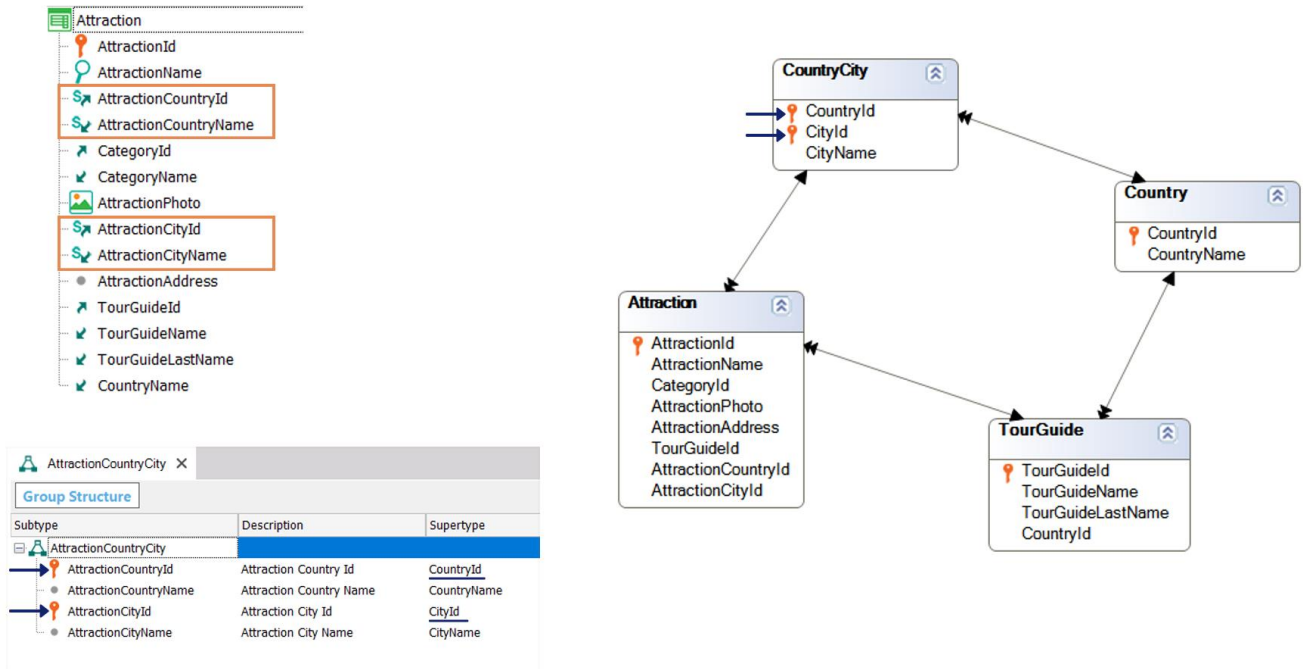 Attraction
AttractionId
AttractionName
AttractionCountryId
AttractionCountryName
CategoryId
CategoryName
AttractionPhoto
AttractionCityId
AttractionCityName
AttractionAddress
TourGuideId
TourGuideName
TourGuideLastName
CountryName
AttractionCountryCity
Group Structure
Subtype Description Supertype
AttractionCountryCity
AttractionCountryId Attraction Country Id CountryId
AttractionCountryName Attraction Country Name CountryName
AttractionCityId Attraction City Id CityId
AttractionCityName Attraction City Name CityName
CountryCity
CountryId
CityId
CityName
Country
CountryId
CountryName
Attraction
AttractionId
AttractionName
CategoryId
AttractionPhoto
AttractionAddress
TourGuideId
AttractionCountryId
AttractionCityId
TourGuide
TourGuideId
TourGuideName
TourGuideLastName
CountryId